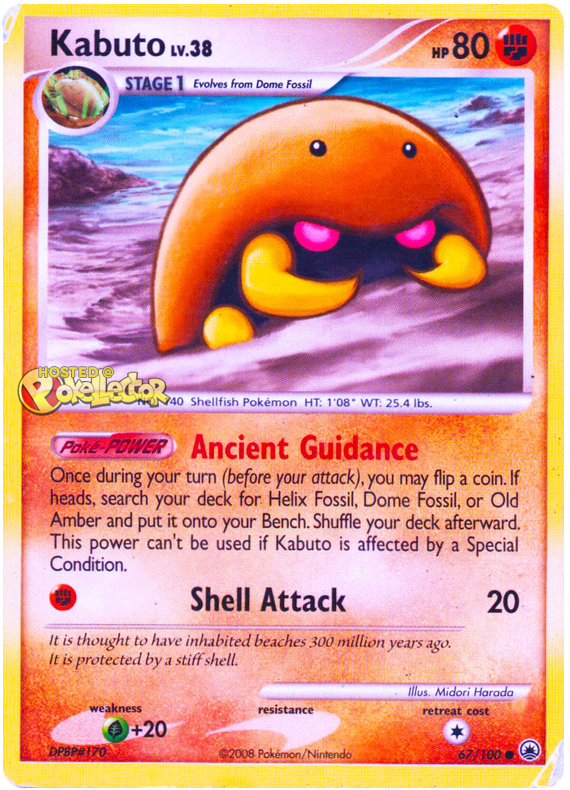 Kabuto LV.38
HP 80
STAGE 1 Evolves from Dome Fossil
HOSTED @
Pokellector
40 Shellfish Pokémon HT: 1'08" WT: 25.4 lbs.
Poké-POWER Ancient Guidance
Once during your turn (before your attack), you may flip a coin. If
heads, search your deck for Helix Fossil, Dome Fossil, or Old
Amber and put it onto your Bench. Shuffle your deck afterward.
This power can't be used if Kabuto is affected by a Special
Condition.
Shell Attack 20
It is thought to have inhabited beaches 300 million years ago.
It is protected by a stiff shell.
Illus. Midori Harada
weakness resistance retreat cost
+20
DPBP#170 ©2008 Pokémon/Nintendo 67/100